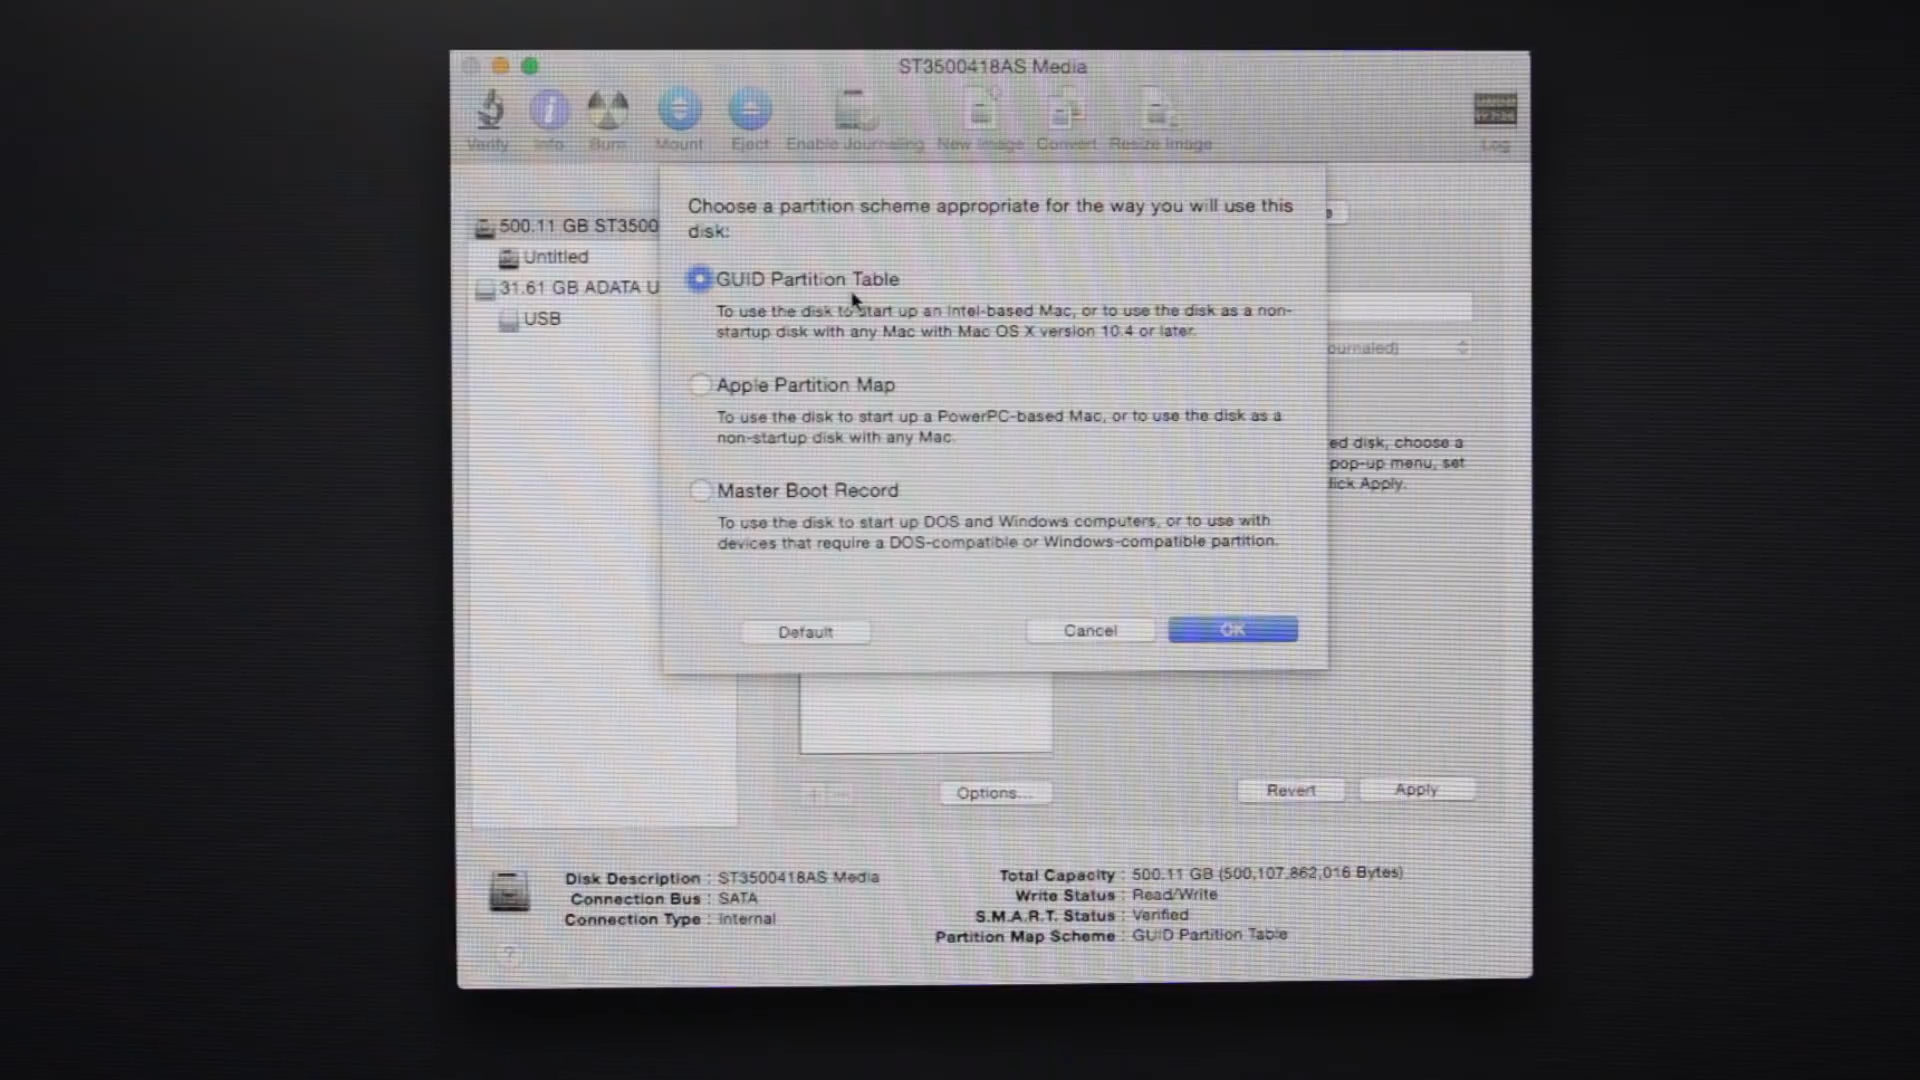 ST3500418AS Media
Verify Info Burn Mount Eject Enable Journaling New Image Convert Resize Image Log
500.11 GB ST3500
Untitled
31.61 GB ADATA U
USB
Choose a partition scheme appropriate for the way you will use this
disk:
GUID Partition Table
To use the disk to start up an Intel-based Mac, or to use the disk as a non-
startup disk with any Mac with Mac OS X version 10.4 or later.
Apple Partition Map
To use the disk to start up a PowerPC-based Mac, or to use the disk as a
non-startup disk with any Mac.
Master Boot Record
To use the disk to start up DOS and Windows computers, or to use with
devices that require a DOS-compatible or Windows-compatible partition.
Default Cancel OK
ournaled)
ed disk, choose a
pop-up menu, set
lick Apply.
+ −
Options...
Revert Apply
Disk Description : ST3500418AS Media
Connection Bus : SATA
Connection Type : Internal
Total Capacity : 500.11 GB (500,107,862,016 Bytes)
Write Status : Read/Write
S.M.A.R.T. Status : Verified
Partition Map Scheme : GUID Partition Table
?